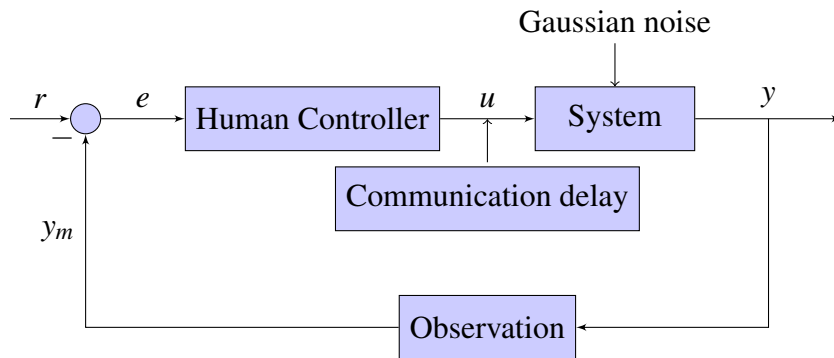 Gaussian noise
r
e
Human Controller
u
System
y
−
Communication delay
y_m
Observation